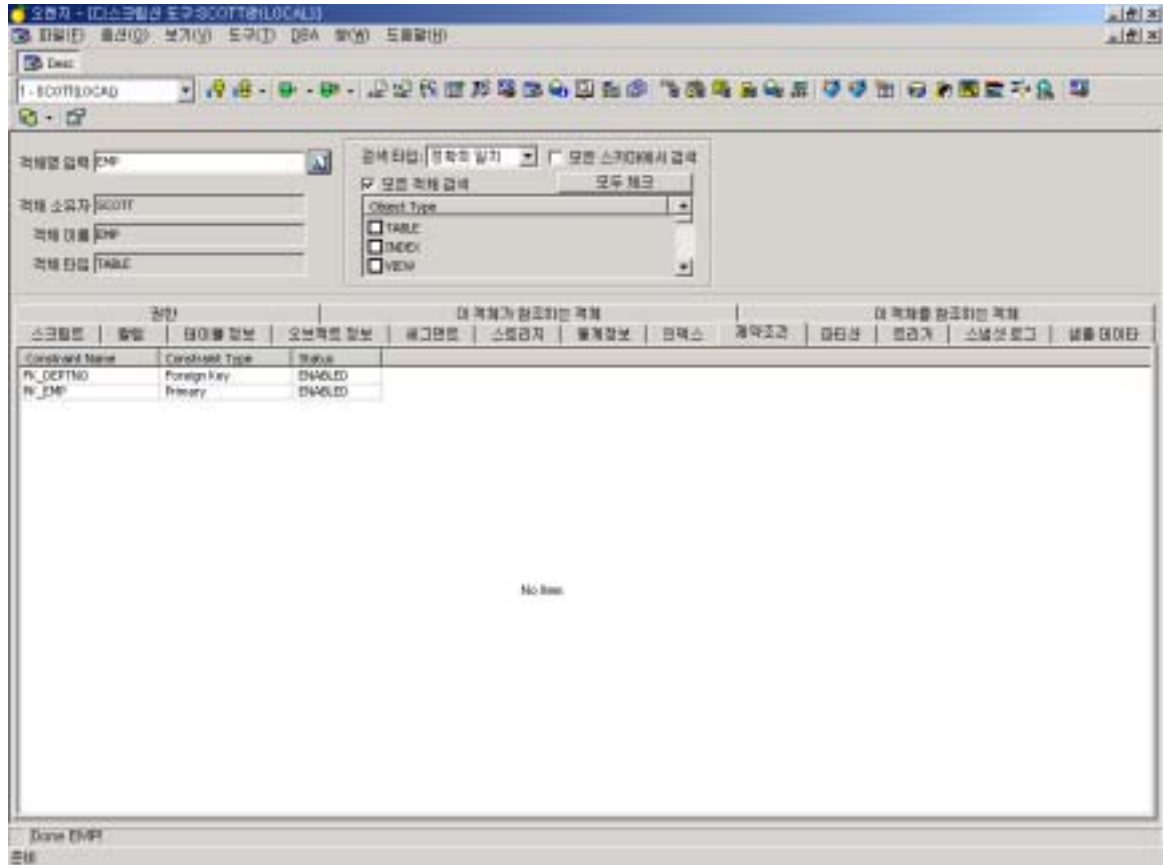 오렌지 - [디스크립션 도구:SCOTT@(LOCAL)]
파일(F) 옵션(O) 보기(V) 도구(T) DBA 창(W) 도움말(H)
Desc
1 - SCOTT(LOCAL)
객체명 입력 EMP 검색 타입: 정확히 일치 모든 스키마에서 검색
모든 객체 검색 모두 체크
객체 소유자 SCOTT
Object Type
객체 이름 EMP
TABLE
INDEX
객체 타입 TABLE
VIEW
권한 이 객체가 참조하는 객체 이 객체를 참조하는 객체
스크립트 컬럼 테이블 정보 오브젝트 정보 세그먼트 스토리지 통계정보 인덱스 제약조건 파티션 트리거 스냅샷 로그 샘플 데이타
Constraint Name Constraint Type Status
FK_DEPTNO Foreign Key ENABLED
PK_EMP Primary ENABLED
No Item
Done EMP!
준비